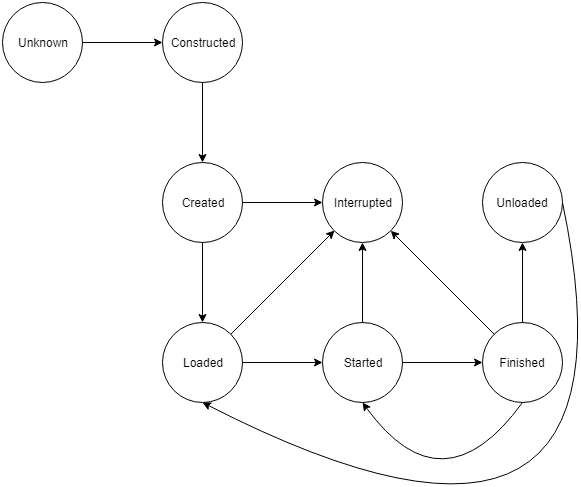 Unknown
Constructed
Created
Interrupted
Unloaded
Loaded
Started
Finished